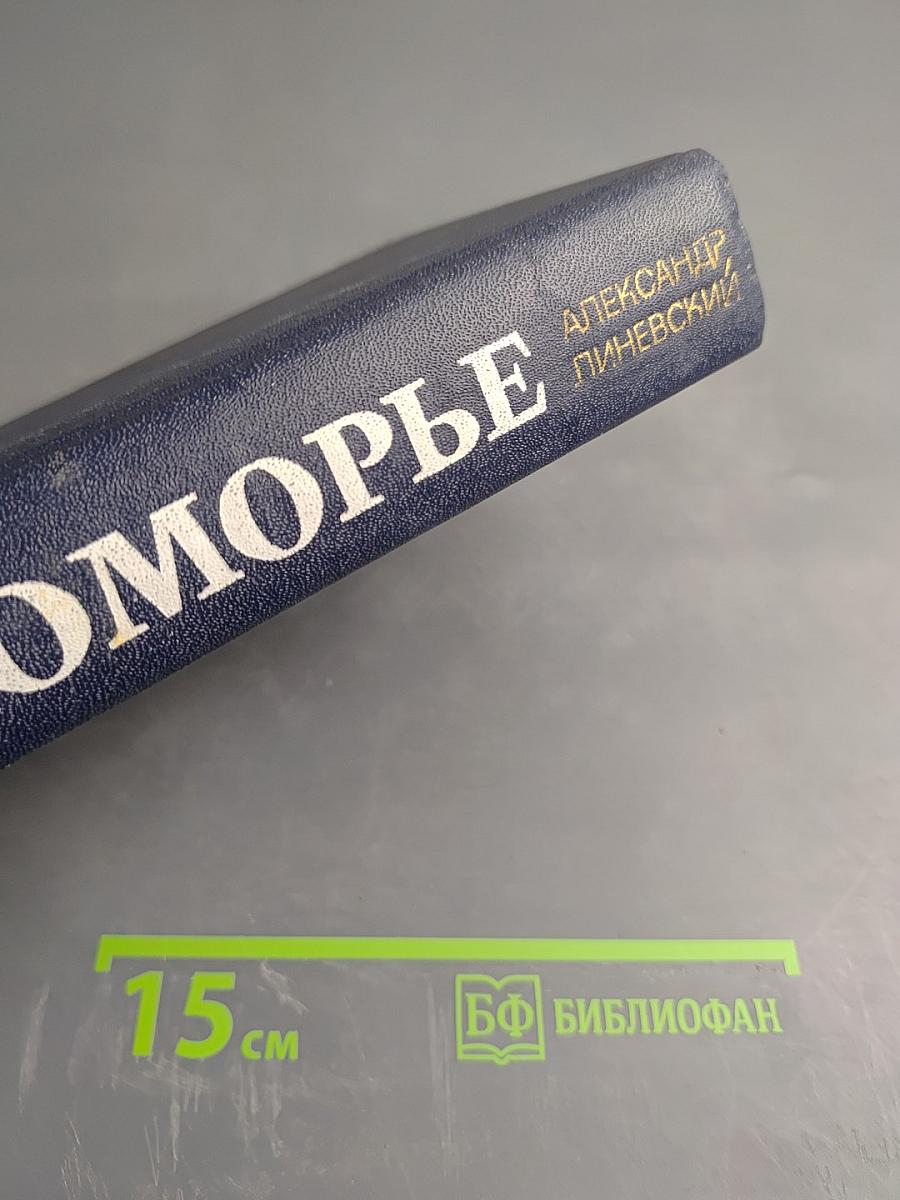 АЛЕКСАНДР
ЛИНЕВСКИЙ
ОМОРЬЕ
15 см
БФ БИБЛИОФАН